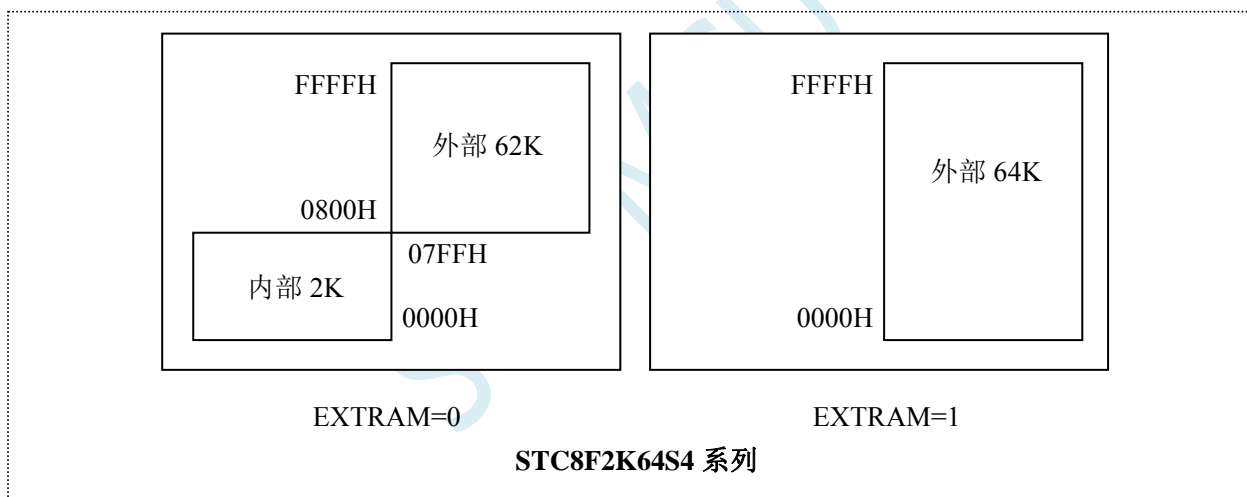 FFFFH
外部 62K
0800H
07FFH
内部 2K
0000H
EXTRAM=0
FFFFH
外部 64K
0000H
EXTRAM=1
STC8F2K64S4 系列